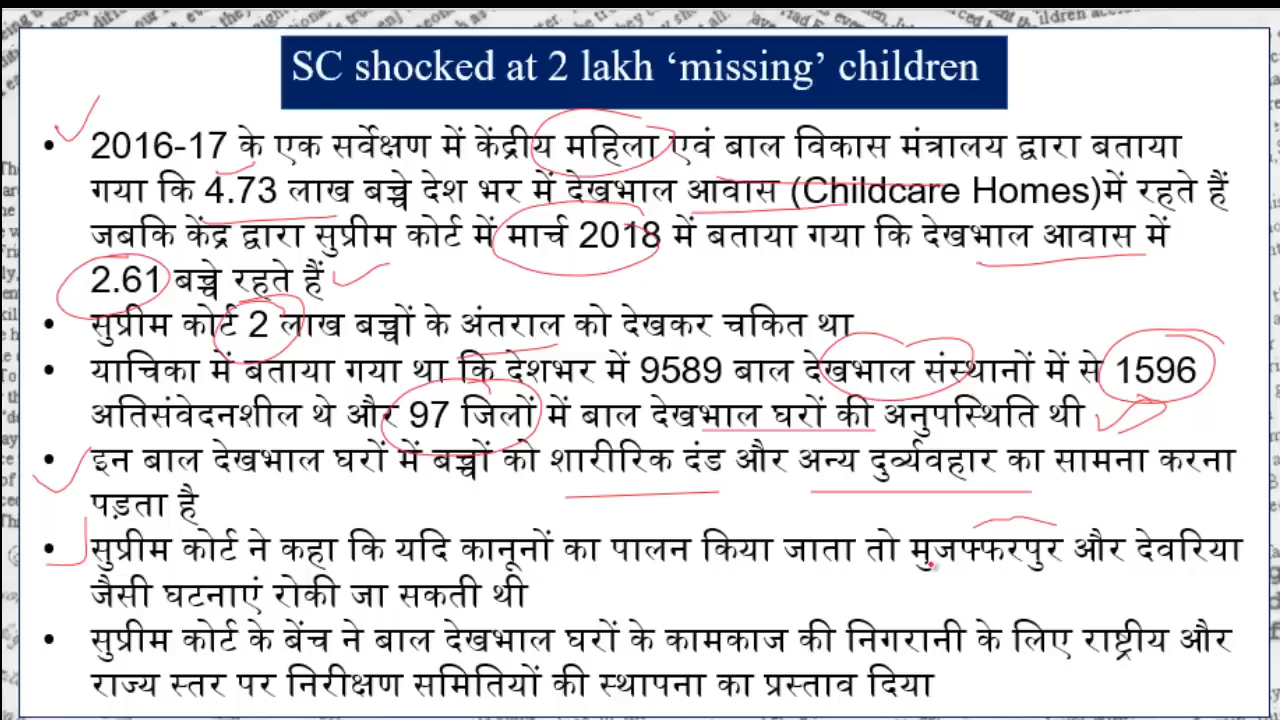 SC shocked at 2 lakh ‘missing’ children
• 2016-17 के एक सर्वेक्षण में केंद्रीय महिला एवं बाल विकास मंत्रालय द्वारा बताया
गया कि 4.73 लाख बच्चे देश भर में देखभाल आवास (Childcare Homes)में रहते हैं
जबकि केंद्र द्वारा सुप्रीम कोर्ट में मार्च 2018 में बताया गया कि देखभाल आवास में
2.61 बच्चे रहते हैं
• सुप्रीम कोर्ट 2 लाख बच्चों के अंतराल को देखकर चकित था
• याचिका में बताया गया था कि देशभर में 9589 बाल देखभाल संस्थानों में से 1596
अतिसंवेदनशील थे और 97 जिलों में बाल देखभाल घरों की अनुपस्थिति थी
• इन बाल देखभाल घरों में बच्चों को शारीरिक दंड और अन्य दुर्व्यवहार का सामना करना
पड़ता है
• सुप्रीम कोर्ट ने कहा कि यदि कानूनों का पालन किया जाता तो मुजफ्फरपुर और देवरिया
जैसी घटनाएं रोकी जा सकती थी
• सुप्रीम कोर्ट के बेंच ने बाल देखभाल घरों के कामकाज की निगरानी के लिए राष्ट्रीय और
राज्य स्तर पर निरीक्षण समितियों की स्थापना का प्रस्ताव दिया